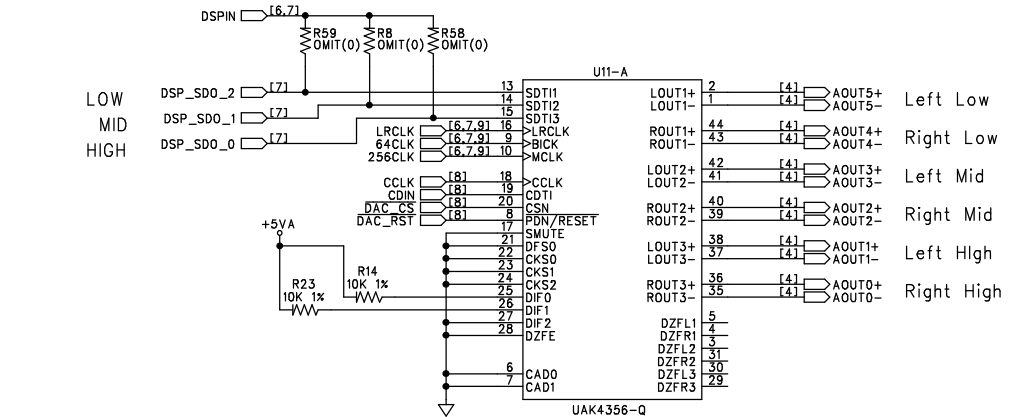 DSPIN [6,7]
R59 OMIT(0) R8 OMIT(0) R58 OMIT(0)
U11-A
LOW DSP_SDO_2 [7] 13 SDTI1 LOUT1+ 2 [4] AOUT5+ Left Low
MID DSP_SDO_1 [7] 14 SDTI2 LOUT1- 1 [4] AOUT5-
HIGH DSP_SDO_0 [7] 15 SDTI3
LRCLK [6,7,9] 16 LRCLK ROUT1+ 44 [4] AOUT4+ Right Low
64CLK [6,7,9] 9 BICK ROUT1- 43 [4] AOUT4-
256CLK [6,7,9] 10 MCLK
LOUT2+ 42 [4] AOUT3+ Left Mid
CCLK [8] 18 CCLK LOUT2- 41 [4] AOUT3-
CDIN [8] 19 CDTI
DAC_CS [8] 20 CSN ROUT2+ 40 [4] AOUT2+ Right Mid
DAC_RST [8] 8 PDN/RESET ROUT2- 39 [4] AOUT2-
+5VA
17 SMUTE
21 DFS0 LOUT3+ 38 [4] AOUT1+ Left HIgh
22 CKS0 LOUT3- 37 [4] AOUT1-
23 CKS1
R14 10K 1% 24 CKS2 ROUT3+ 36 [4] AOUT0+ Right High
R23 10K 1% 25 DIF0 ROUT3- 35 [4] AOUT0-
26 DIF1
27 DIF2 DZFL1 5
28 DZFE DZFR1 4
DZFL2 3
DZFR2 31
6 CAD0 DZFL3 30
7 CAD1 DZFR3 29
UAK4356-Q